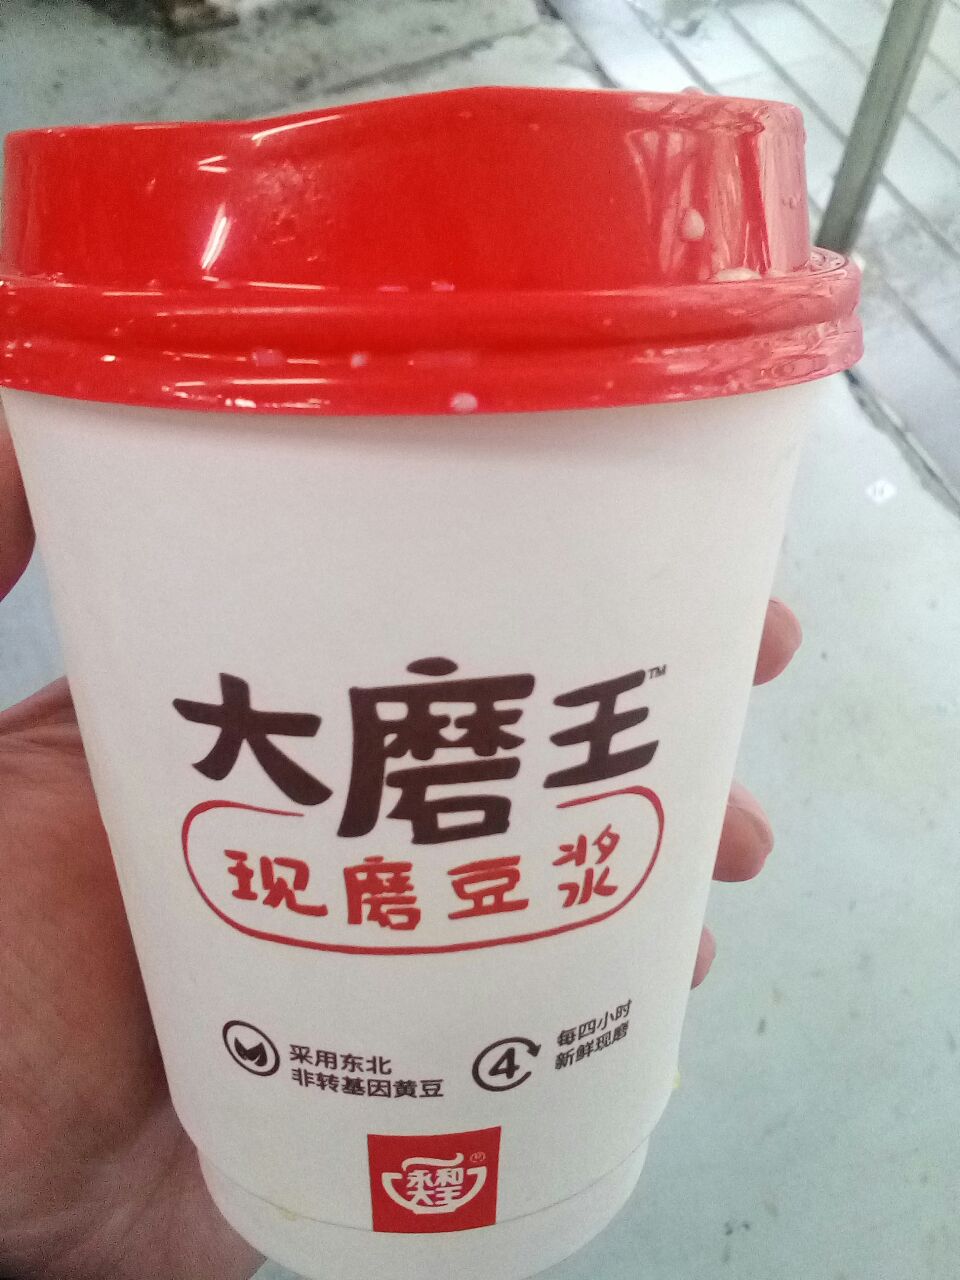 大磨王™
现磨豆浆
采用东北
非转基因黄豆
4
每四小时
新鲜现磨
永和
大王®